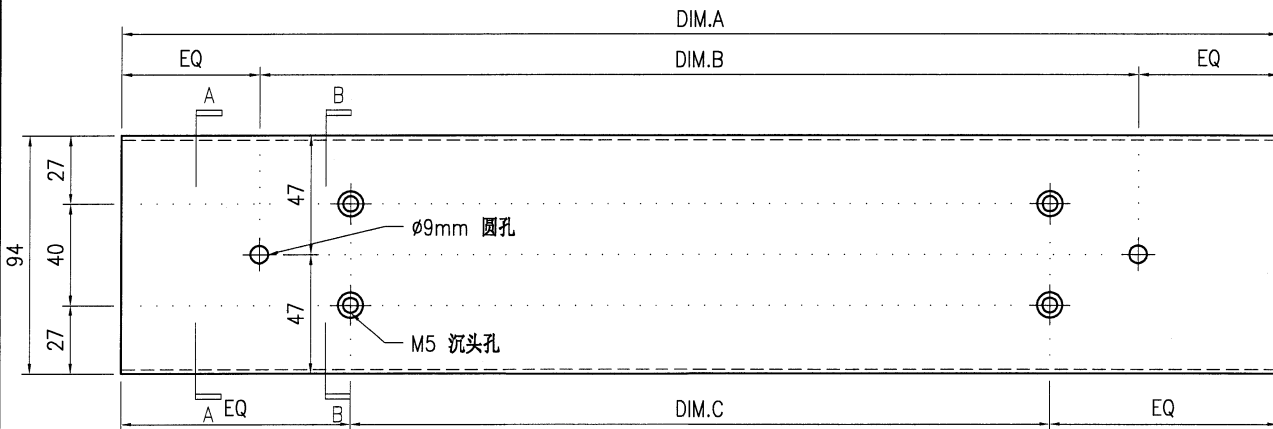 DIM.A
EQ
DIM.B
EQ
A
B
27
47
ø9mm 圆孔
94
40
47
M5 沉头孔
27
A
EQ
B
DIM.C
EQ